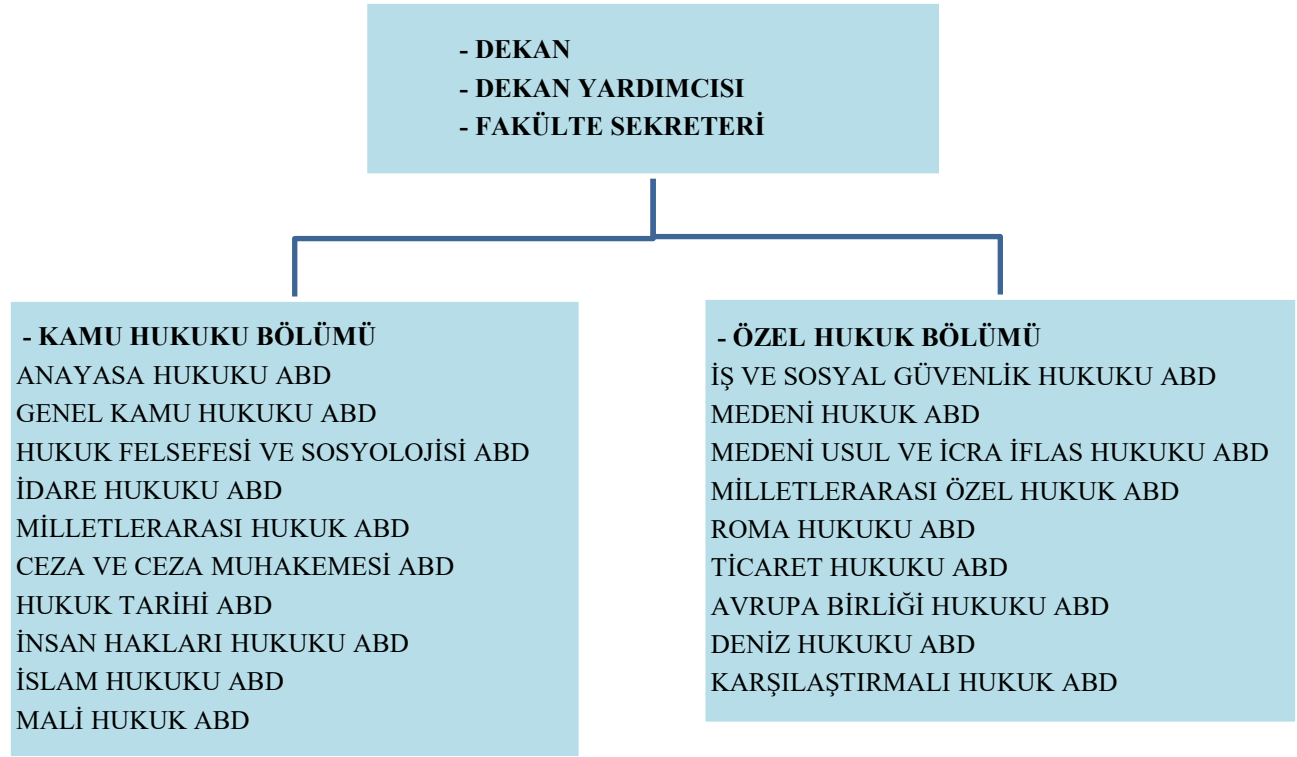 - DEKAN
- DEKAN YARDIMCISI
- FAKÜLTE SEKRETERİ
- KAMU HUKUKU BÖLÜMÜ
ANAYASA HUKUKU ABD
GENEL KAMU HUKUKU ABD
HUKUK FELSEFESİ VE SOSYOLOJİSİ ABD
İDARE HUKUKU ABD
MİLLETLERARASI HUKUK ABD
CEZA VE CEZA MUHAKEMESİ ABD
HUKUK TARİHİ ABD
İNSAN HAKLARI HUKUKU ABD
İSLAM HUKUKU ABD
MALİ HUKUK ABD
- ÖZEL HUKUK BÖLÜMÜ
İŞ VE SOSYAL GÜVENLİK HUKUKU ABD
MEDENİ HUKUK ABD
MEDENİ USUL VE İCRA İFLAS HUKUKU ABD
MİLLETLERARASI ÖZEL HUKUK ABD
ROMA HUKUKU ABD
TİCARET HUKUKU ABD
AVRUPA BİRLİĞİ HUKUKU ABD
DENİZ HUKUKU ABD
KARŞILAŞTIRMALI HUKUK ABD